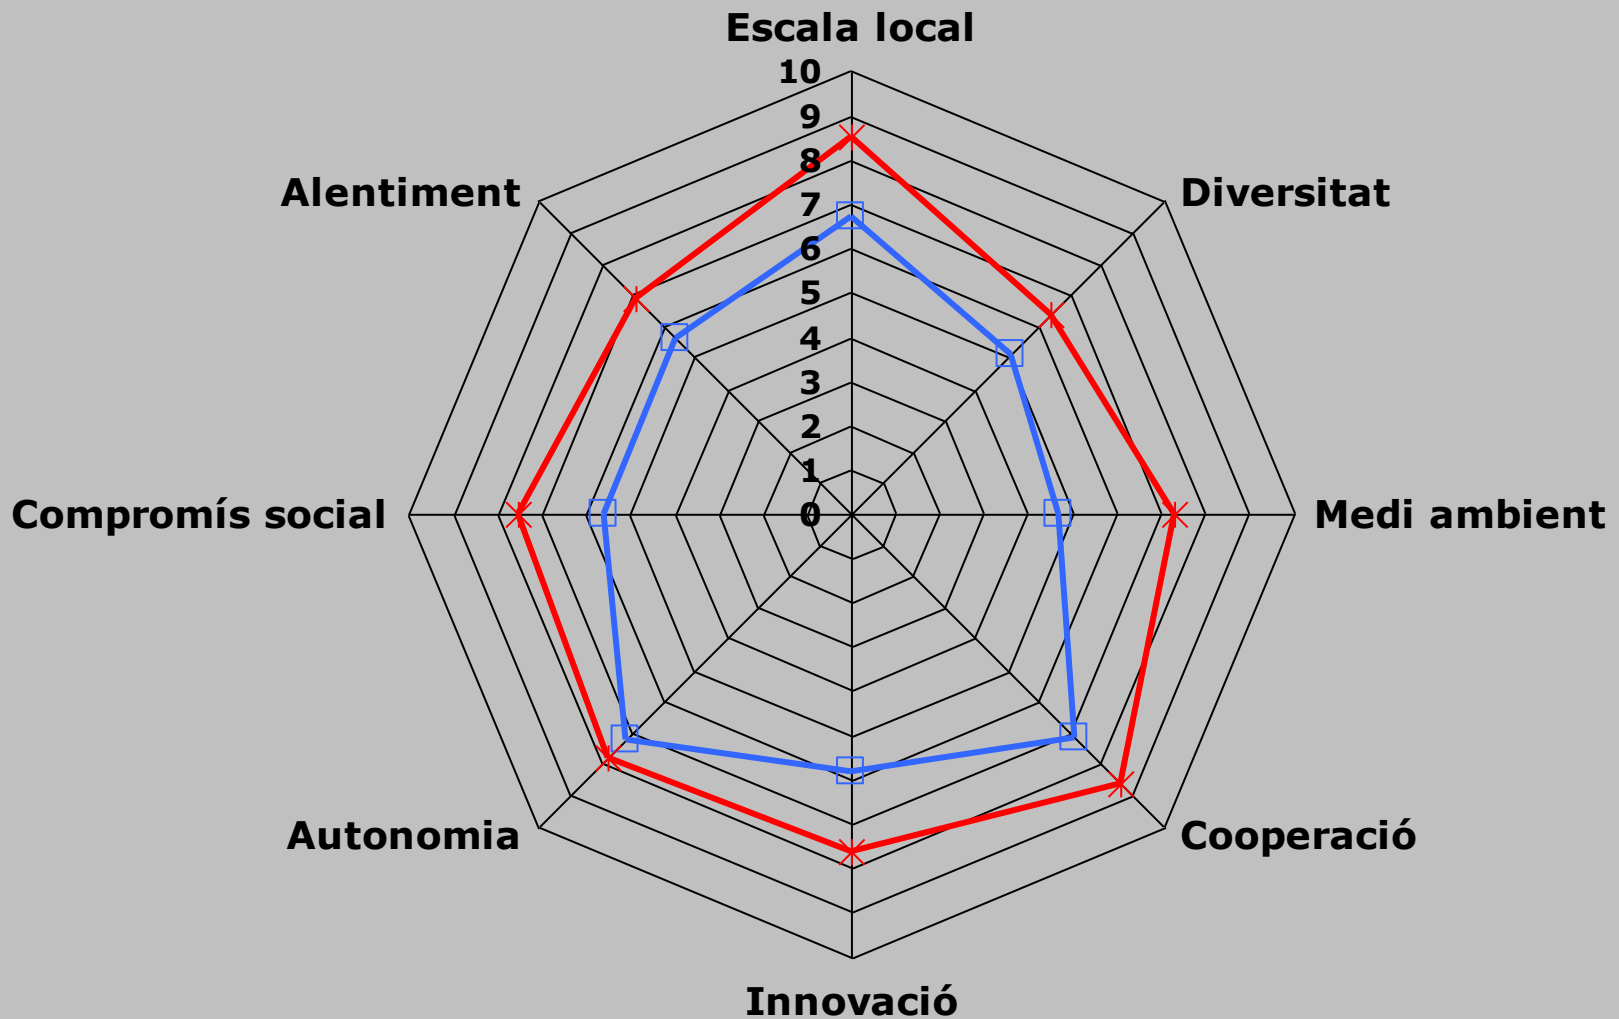 Escala local
10
9
8
7
6
5
4
3
2
1
0
Alentiment
Diversitat
Compromís social
Medi ambient
Autonomia
Cooperació
Innovació